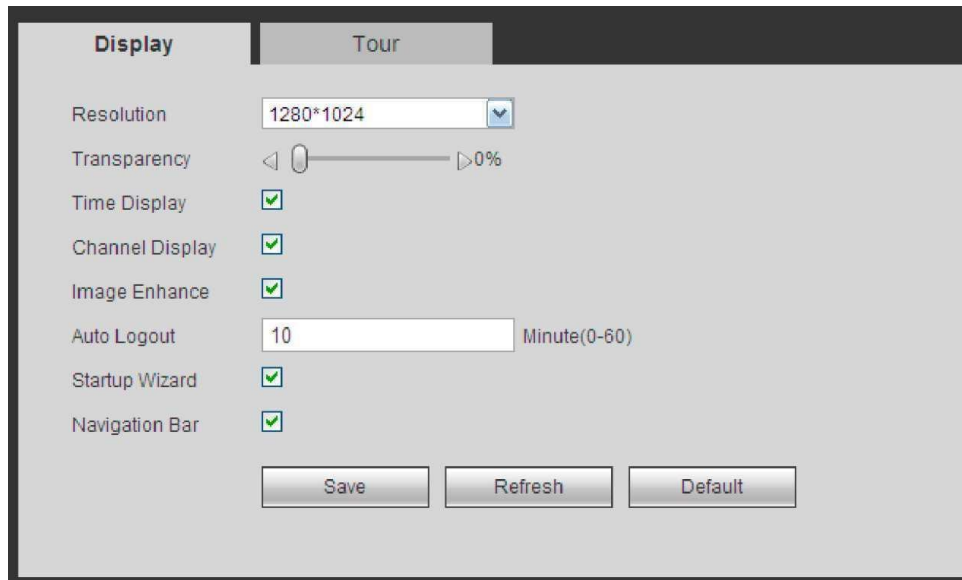 Display Tour
Resolution 1280*1024
Transparency 0%
Time Display
Channel Display
Image Enhance
Auto Logout 10 Minute(0-60)
Startup Wizard
Navigation Bar
Save Refresh Default